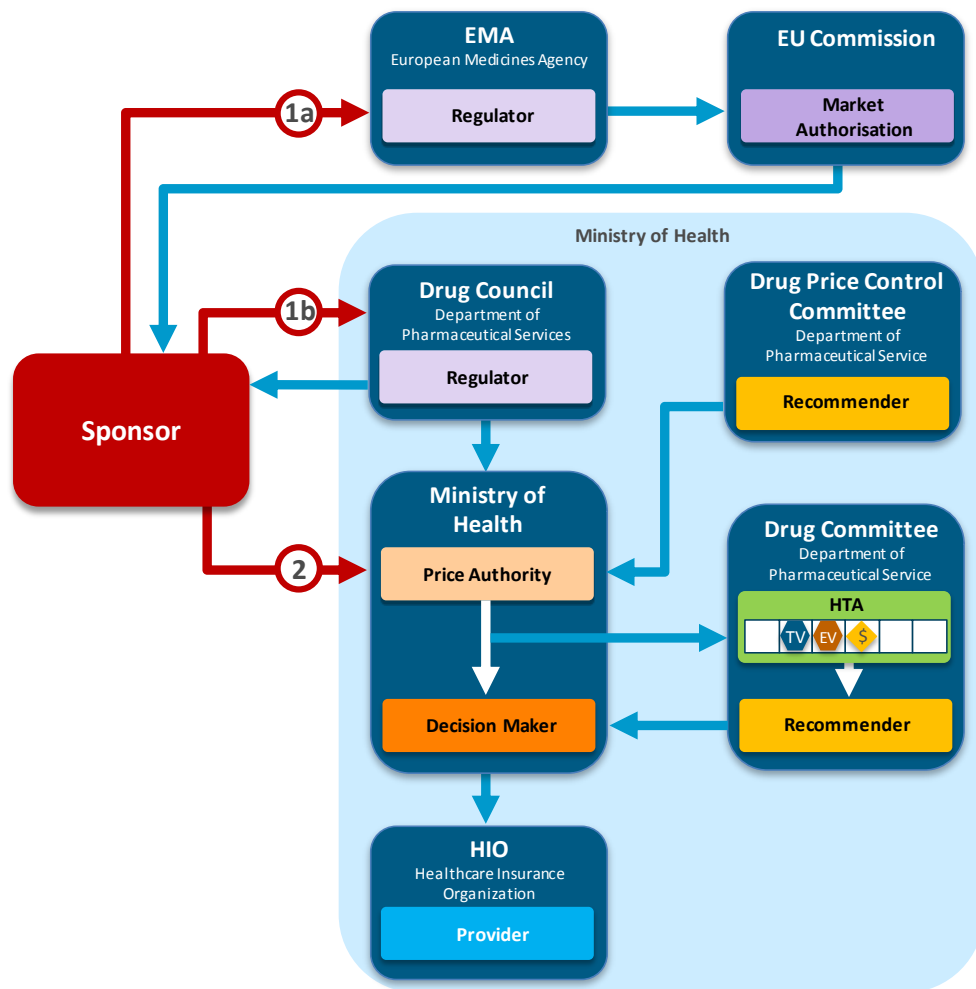 EMA
European Medicines Agency
Regulator
EU Commission
Market
Authorisation
1a
Ministry of Health
1b
Drug Council
Department of
Pharmaceutical Services
Regulator
Drug Price Control
Committee
Department of
Pharmaceutical Service
Recommender
Sponsor
Ministry of
Health
Price Authority
Decision Maker
2
Drug Committee
Department of
Pharmaceutical Service
HTA
TV EV $
Recommender
HIO
Healthcare Insurance
Organization
Provider